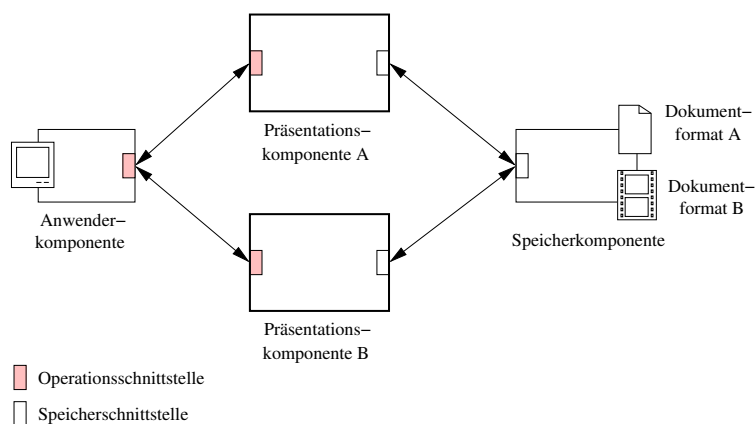 Präsentations−
komponente A
Dokument−
format A
Anwender−
komponente
Dokument−
format B
Speicherkomponente
Präsentations−
komponente B
Operationsschnittstelle
Speicherschnittstelle